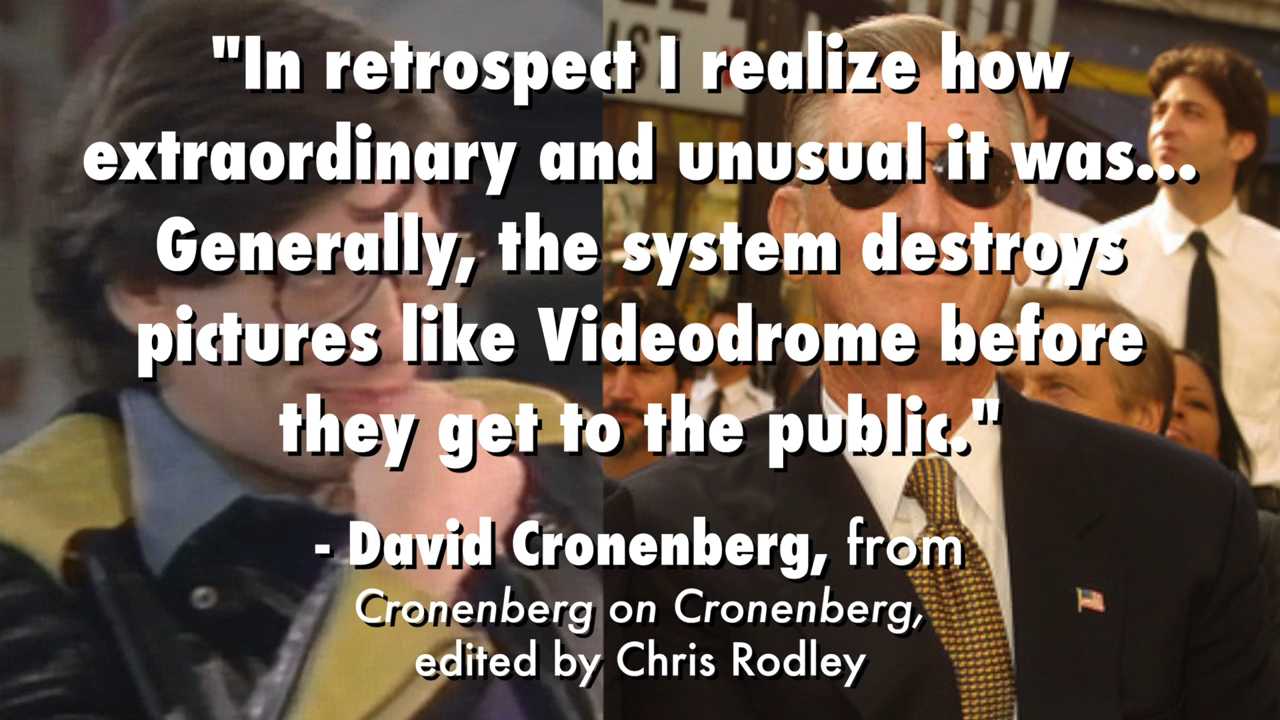 "In retrospect I realize how
extraordinary and unusual it was...
Generally, the system destroys
pictures like Videodrome before
they get to the public."
- David Cronenberg, from
Cronenberg on Cronenberg,
edited by Chris Rodley